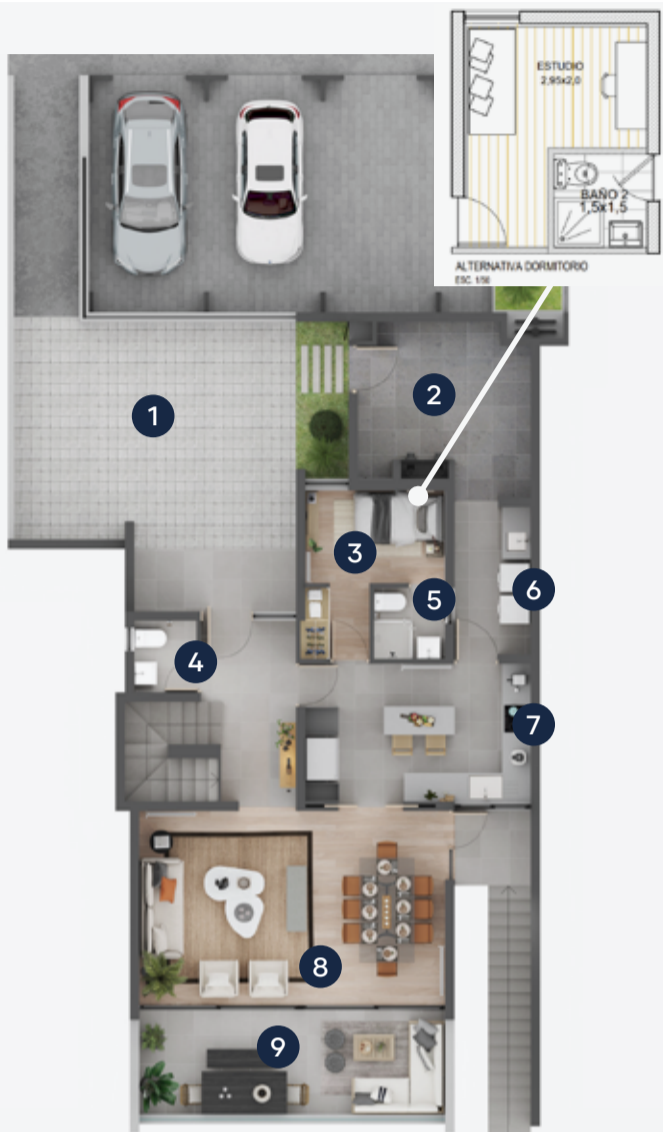 ESTUDIO
2,95x2,0
BAÑO 2
1,5x1,5
ALTERNATIVA DORMITORIO
ESC. 1/50
1
2
3
5
6
4
7
8
9